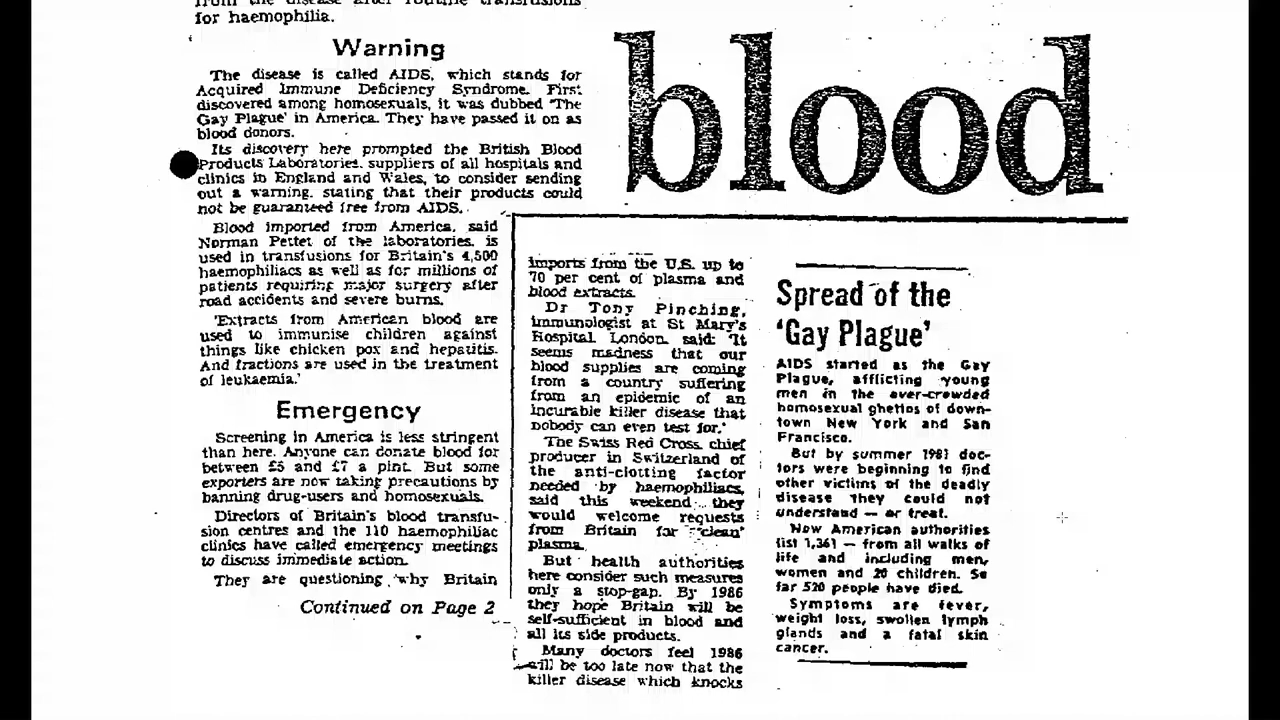 from the disease after routine transfusions
for haemophilia.
Warning
The disease is called AIDS, which stands for
Acquired Immune Deficiency Syndrome. First
discovered among homosexuals, it was dubbed 'The
Gay Plague' in America. They have passed it on as
blood donors.
Its discovery here prompted the British Blood
Products Laboratories, suppliers of all hospitals and
clinics in England and Wales, to consider sending
out a warning, stating that their products could
not be guaranteed free from AIDS.
Blood imported from America, said
Norman Pettet of the laboratories, is
used in transfusions for Britain's 4,500
haemophiliacs as well as for millions of
patients requiring major surgery after
road accidents and severe burns.
'Extracts from American blood are
used to immunise children against
things like chicken pox and hepatitis.
And fractions are used in the treatment
of leukaemia.'
Emergency
Screening in America is less stringent
than here. Anyone can donate blood for
between £5 and £7 a pint. But some
exporters are now taking precautions by
banning drug-users and homosexuals.
Directors of Britain's blood transfu-
sion centres and the 110 haemophiliac
clinics have called emergency meetings
to discuss immediate action.
They are questioning why Britain
Continued on Page 2
blood
imports from the U.S. up to
70 per cent of plasma and
blood extracts.
Dr Tony Pinching,
immunologist at St Mary's
Hospital, London, said: 'It
seems madness that our
blood supplies are coming
from a country suffering
from an epidemic of an
incurable killer disease that
nobody can even test for.'
The Swiss Red Cross, chief
producer in Switzerland of
the anti-clotting factor
needed by haemophiliacs,
said this weekend they
would welcome requests
from Britain for 'clean'
plasma.
But health authorities
here consider such measures
only a stop-gap. By 1986
they hope Britain will be
self-sufficient in blood and
all its side products.
Many doctors feel 1986
will be too late now that the
killer disease which knocks
Spread of the
'Gay Plague'
AIDS started as the Gay
Plague, afflicting young
men in the over-crowded
homosexual ghettos of down-
town New York and San
Francisco.
But by summer 1981 doc-
tors were beginning to find
other victims of the deadly
disease they could not
understand — or treat.
Now American authorities
list 1,361 — from all walks of
life and including men,
women and 20 children. So
far 520 people have died.
Symptoms are fever,
weight loss, swollen lymph
glands and a fatal skin
cancer.